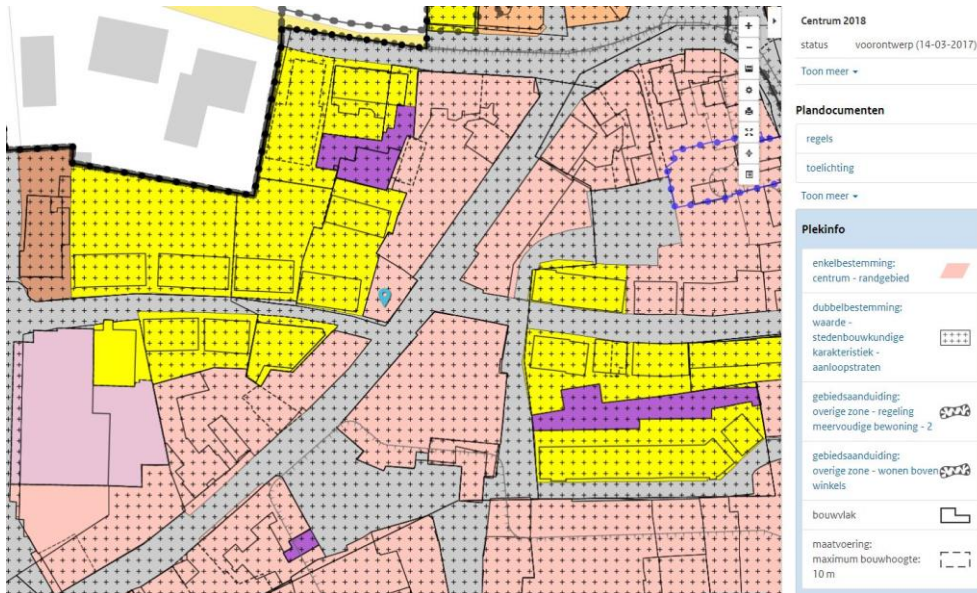 Centrum 2018
status voorontwerp (14-03-2017)
Toon meer
Plandocumenten
regels
toelichting
Toon meer
Plekinfo
enkelbestemming:
centrum - randgebied
dubbelbestemming:
waarde -
stedenbouwkundige
karakteristiek -
aanloopstraten
gebiedsaanduiding:
overige zone - regeling
meervoudige bewoning - 2
gebiedsaanduiding:
overige zone - wonen boven
winkels
bouwvlak
maatvoering:
maximum bouwhoogte:
10 m